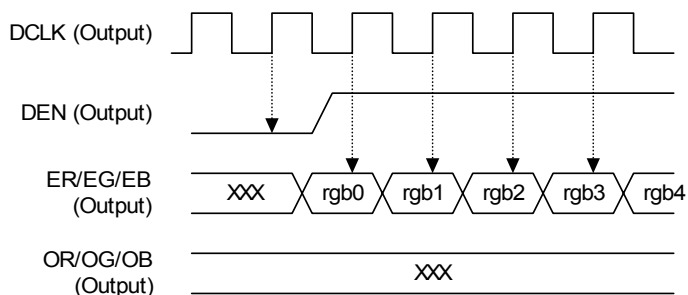 DCLK (Output)
DEN (Output)
ER/EG/EB
(Output)
XXX rgb0 rgb1 rgb2 rgb3 rgb4
OR/OG/OB
(Output)
XXX